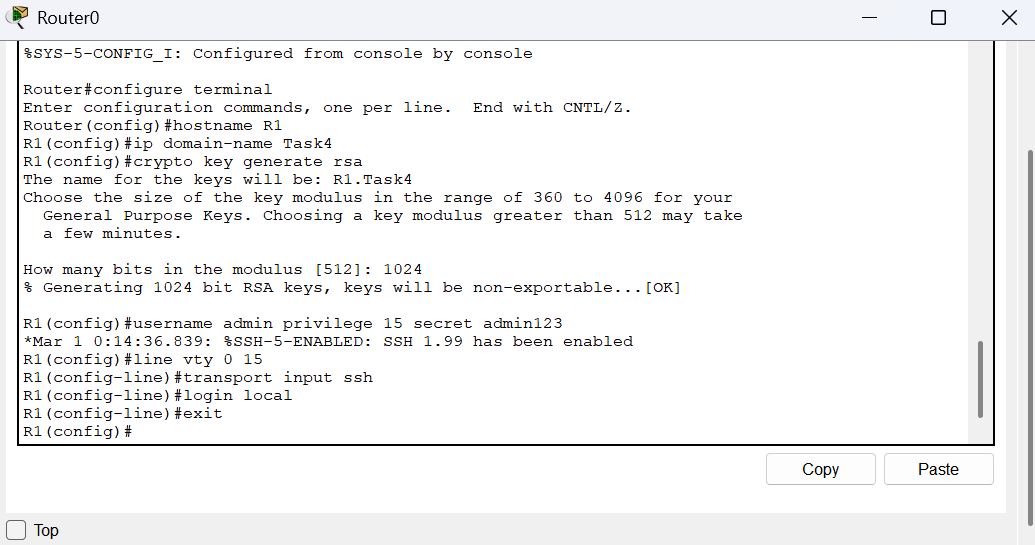 Router0
%SYS-5-CONFIG_I: Configured from console by console
Router#configure terminal
Enter configuration commands, one per line.  End with CNTL/Z.
Router(config)#hostname R1
R1(config)#ip domain-name Task4
R1(config)#crypto key generate rsa
The name for the keys will be: R1.Task4
Choose the size of the key modulus in the range of 360 to 4096 for your
  General Purpose Keys. Choosing a key modulus greater than 512 may take
  a few minutes.
How many bits in the modulus [512]: 1024
% Generating 1024 bit RSA keys, keys will be non-exportable...[OK]
R1(config)#username admin privilege 15 secret admin123
*Mar 1 0:14:36.839: %SSH-5-ENABLED: SSH 1.99 has been enabled
R1(config)#line vty 0 15
R1(config-line)#transport input ssh
R1(config-line)#login local
R1(config-line)#exit
R1(config)#
Copy
Paste
Top